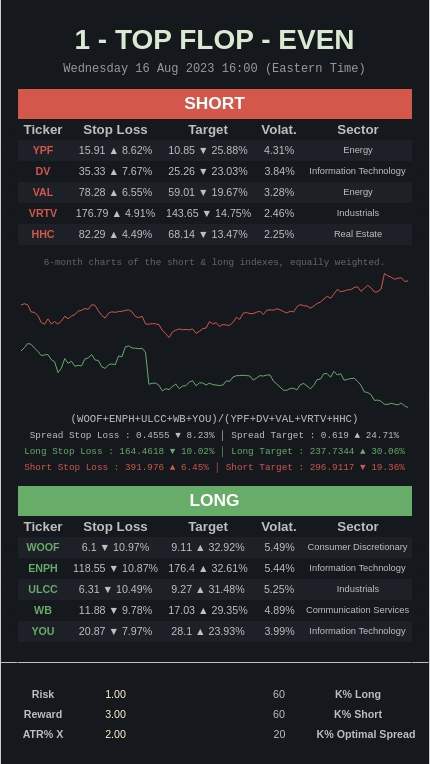 1 - TOP FLOP - EVEN
Wednesday 16 Aug 2023 16:00 (Eastern Time)
SHORT
Ticker Stop Loss Target Volat. Sector
YPF 15.91 ▲ 8.62% 10.85 ▼ 25.88% 4.31% Energy
DV 35.33 ▲ 7.67% 25.26 ▼ 23.03% 3.84% Information Technology
VAL 78.28 ▲ 6.55% 59.01 ▼ 19.67% 3.28% Energy
VRTV 176.79 ▲ 4.91% 143.65 ▼ 14.75% 2.46% Industrials
HHC 82.29 ▲ 4.49% 68.14 ▼ 13.47% 2.25% Real Estate
6-month charts of the short & long indexes, equally weighted.
(WOOF+ENPH+ULCC+WB+YOU)/(YPF+DV+VAL+VRTV+HHC)
Spread Stop Loss : 0.4555 ▼ 8.23% | Spread Target : 0.619 ▲ 24.71%
Long Stop Loss : 164.4618 ▼ 10.02% | Long Target : 237.7344 ▲ 30.06%
Short Stop Loss : 391.976 ▲ 6.45% | Short Target : 296.9117 ▼ 19.36%
LONG
Ticker Stop Loss Target Volat. Sector
WOOF 6.1 ▼ 10.97% 9.11 ▲ 32.92% 5.49% Consumer Discretionary
ENPH 118.55 ▼ 10.87% 176.4 ▲ 32.61% 5.44% Information Technology
ULCC 6.31 ▼ 10.49% 9.27 ▲ 31.48% 5.25% Industrials
WB 11.88 ▼ 9.78% 17.03 ▲ 29.35% 4.89% Communication Services
YOU 20.87 ▼ 7.97% 28.1 ▲ 23.93% 3.99% Information Technology
Risk 1.00 60 K% Long
Reward 3.00 60 K% Short
ATR% X 2.00 20 K% Optimal Spread